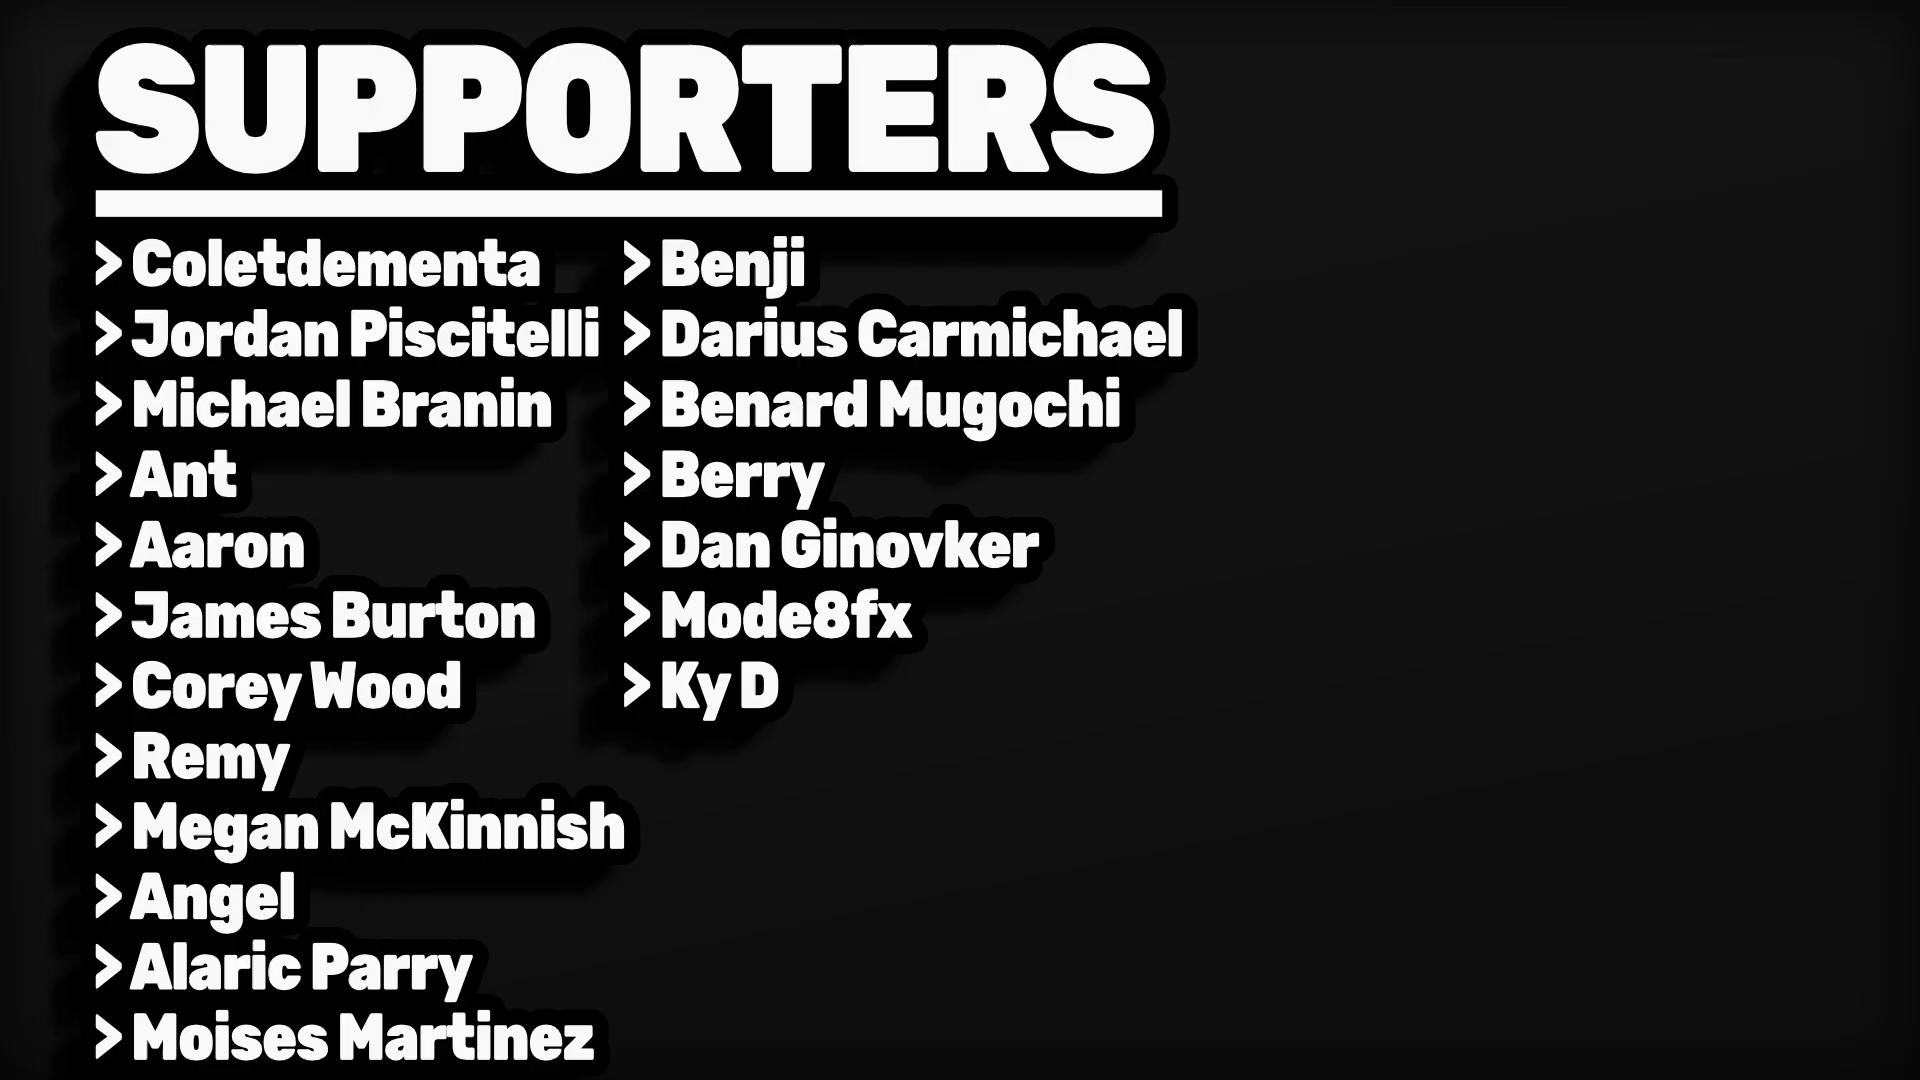 SUPPORTERS
> Coletdementa
> Jordan Piscitelli
> Michael Branin
> Ant
> Aaron
> James Burton
> Corey Wood
> Remy
> Megan McKinnish
> Angel
> Alaric Parry
> Moises Martinez
> Benji
> Darius Carmichael
> Benard Mugochi
> Berry
> Dan Ginovker
> Mode8fx
> Ky D